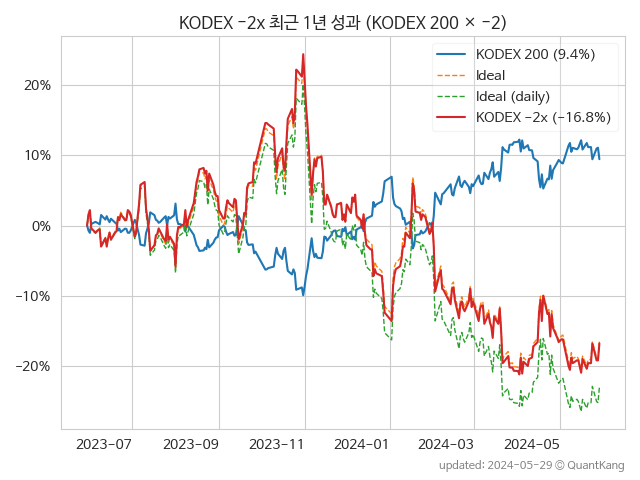 KODEX -2x 최근 1년 성과 (KODEX 200 × -2)
KODEX 200 (9.4%)
Ideal
Ideal (daily)
KODEX -2x (-16.8%)
20%
10%
0%
-10%
-20%
2023-07 2023-09 2023-11 2024-01 2024-03 2024-05
updated: 2024-05-29 © QuantKang